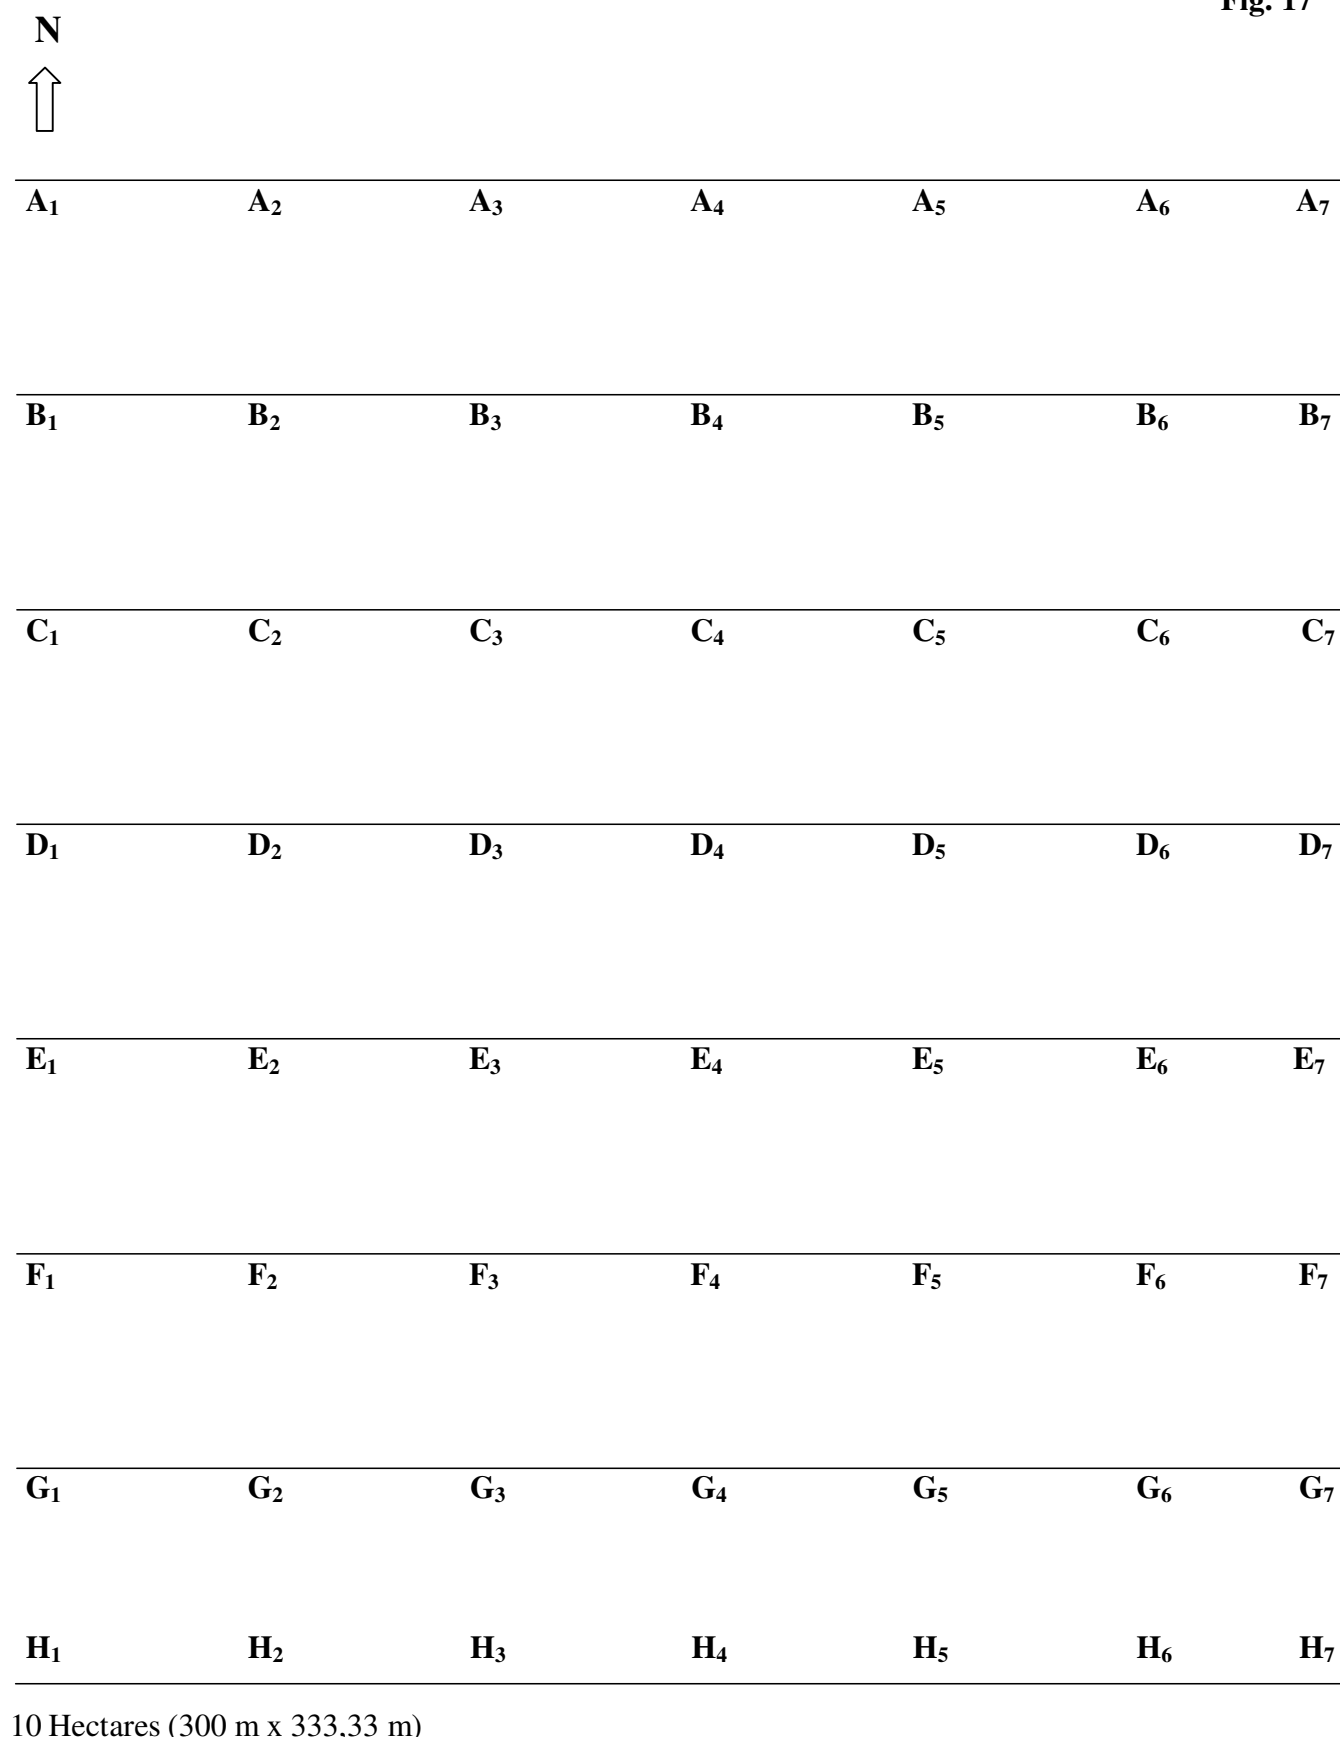 Fig. 17
N
A₁ A₂ A₃ A₄ A₅ A₆ A₇
B₁ B₂ B₃ B₄ B₅ B₆ B₇
C₁ C₂ C₃ C₄ C₅ C₆ C₇
D₁ D₂ D₃ D₄ D₅ D₆ D₇
E₁ E₂ E₃ E₄ E₅ E₆ E₇
F₁ F₂ F₃ F₄ F₅ F₆ F₇
G₁ G₂ G₃ G₄ G₅ G₆ G₇
H₁ H₂ H₃ H₄ H₅ H₆ H₇
10 Hectares (300 m x 333,33 m)